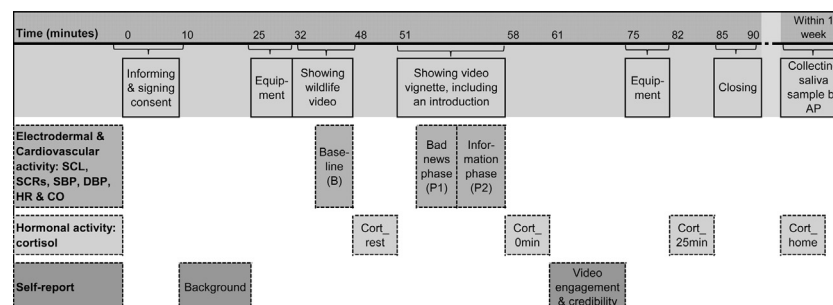 Within 1
Time (minutes) 0 10 25 32 48 51 58 61 75 82 85 90 week
Informing & signing consent
Equip-
ment
Showing
wildlife
video
Showing video
vignette, including
an introduction
Equip-
ment
Closing
Collectin
saliva
sample b
AP
Electrodermal &
Cardiovascular
activity: SCL,
SCRs, SBP, DBP,
HR & CO
Base-
line
(B)
Bad
news
phase
(P1)
Infor-
mation
phase
(P2)
Hormonal activity:
cortisol
Cort_
rest
Cort_
0min
Cort_
25min
Cort_
home
Self-report
Background
Video
engagement
& credibility